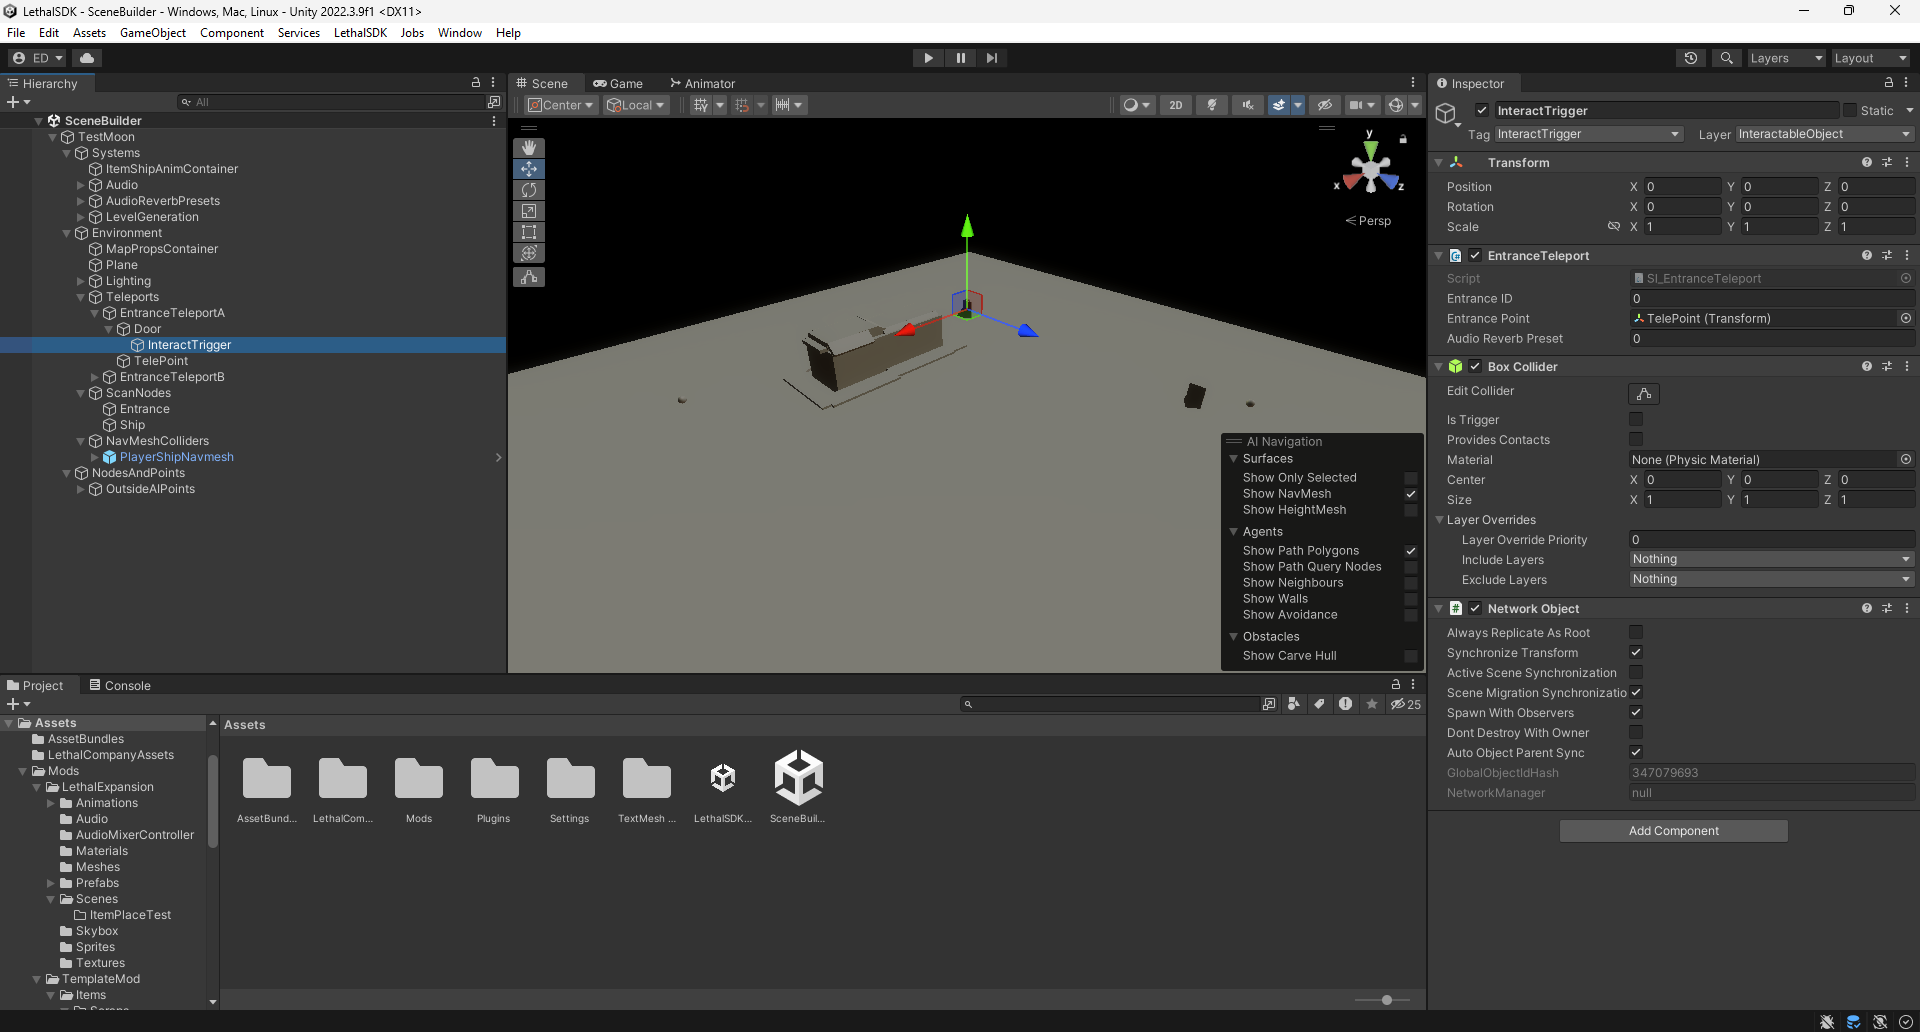 LethalSDK - SceneBuilder - Windows, Mac, Linux - Unity 2022.3.9f1 <DX11>
File Edit Assets GameObject Component Services LethalSDK Jobs Window Help
ED
Layers Layout
Hierarchy
All
SceneBuilder
TestMoon
Systems
ItemShipAnimContainer
Audio
AudioReverbPresets
LevelGeneration
Environment
MapPropsContainer
Plane
Lighting
Teleports
EntranceTeleportA
Door
InteractTrigger
TelePoint
EntranceTeleportB
ScanNodes
Entrance
Ship
NavMeshColliders
PlayerShipNavmesh
NodesAndPoints
OutsideAIPoints
Scene Game Animator
Center Local 2D
y
x z
Persp
AI Navigation
Surfaces
Show Only Selected
Show NavMesh
Show HeightMesh
Agents
Show Path Polygons
Show Path Query Nodes
Show Neighbours
Show Walls
Show Avoidance
Obstacles
Show Carve Hull
Inspector
InteractTrigger Static
Tag InteractTrigger Layer InteractableObject
Transform
Position X 0 Y 0 Z 0
Rotation X 0 Y 0 Z 0
Scale X 1 Y 1 Z 1
EntranceTeleport
Script SI_EntranceTeleport
Entrance ID 0
Entrance Point TelePoint (Transform)
Audio Reverb Preset 0
Box Collider
Edit Collider
Is Trigger
Provides Contacts
Material None (Physic Material)
Center X 0 Y 0 Z 0
Size X 1 Y 1 Z 1
Layer Overrides
Layer Override Priority 0
Include Layers Nothing
Exclude Layers Nothing
# Network Object
Always Replicate As Root
Synchronize Transform
Active Scene Synchronization
Scene Migration Synchronizatio
Spawn With Observers
Dont Destroy With Owner
Auto Object Parent Sync
GlobalObjectIdHash 347079693
NetworkManager null
Add Component
Project Console
25
Assets
AssetBundles
LethalCompanyAssets
Mods
LethalExpansion
Animations
Audio
AudioMixerController
Materials
Meshes
Prefabs
Scenes
ItemPlaceTest
Skybox
Sprites
Textures
TemplateMod
Items
Assets
AssetBund... LethalCom... Mods Plugins Settings TextMesh ... LethalSDK... SceneBuil...